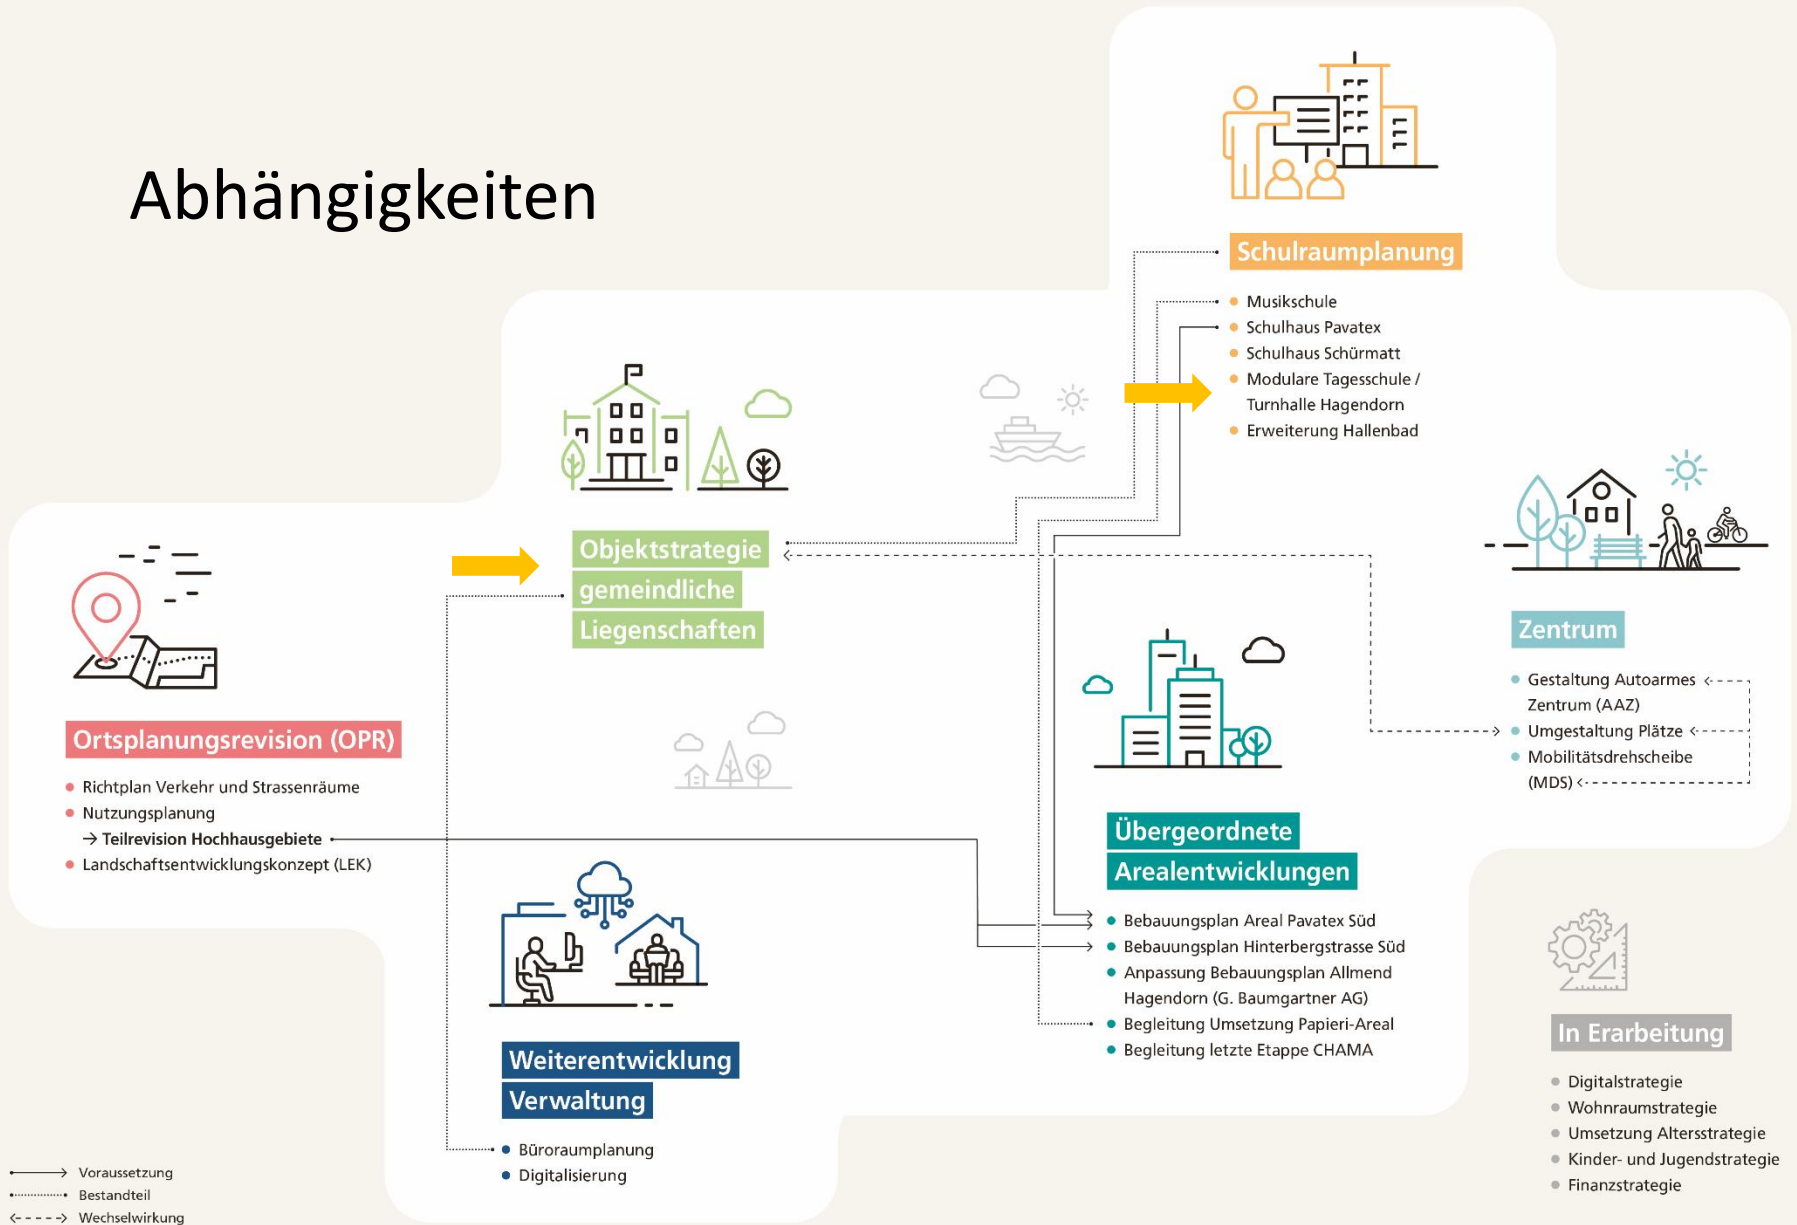 Abhängigkeiten
Schulraumplanung
Musikschule
Schulhaus Pavatex
Schulhaus Schürmatt
Modulare Tagesschule /
Turnhalle Hagendorn
Erweiterung Hallenbad
Objektstrategie
gemeindliche
Liegenschaften
Zentrum
Gestaltung Autoarmes
Zentrum (AAZ)
Umgestaltung Plätze
Mobilitätsdrehscheibe
(MDS)
Ortsplanungsrevision (OPR)
Richtplan Verkehr und Strassenräume
Nutzungsplanung
→ Teilrevision Hochhausgebiete
Landschaftsentwicklungskonzept (LEK)
Übergeordnete
Arealentwicklungen
Bebauungsplan Areal Pavatex Süd
Bebauungsplan Hinterbergstrasse Süd
Anpassung Bebauungsplan Allmend
Hagendorn (G. Baumgartner AG)
Begleitung Umsetzung Papieri-Areal
Begleitung letzte Etappe CHAMA
Weiterentwicklung
Verwaltung
Büroraumplanung
Digitalisierung
In Erarbeitung
Digitalstrategie
Wohnraumstrategie
Umsetzung Altersstrategie
Kinder- und Jugendstrategie
Finanzstrategie
Voraussetzung
Bestandteil
Wechselwirkung